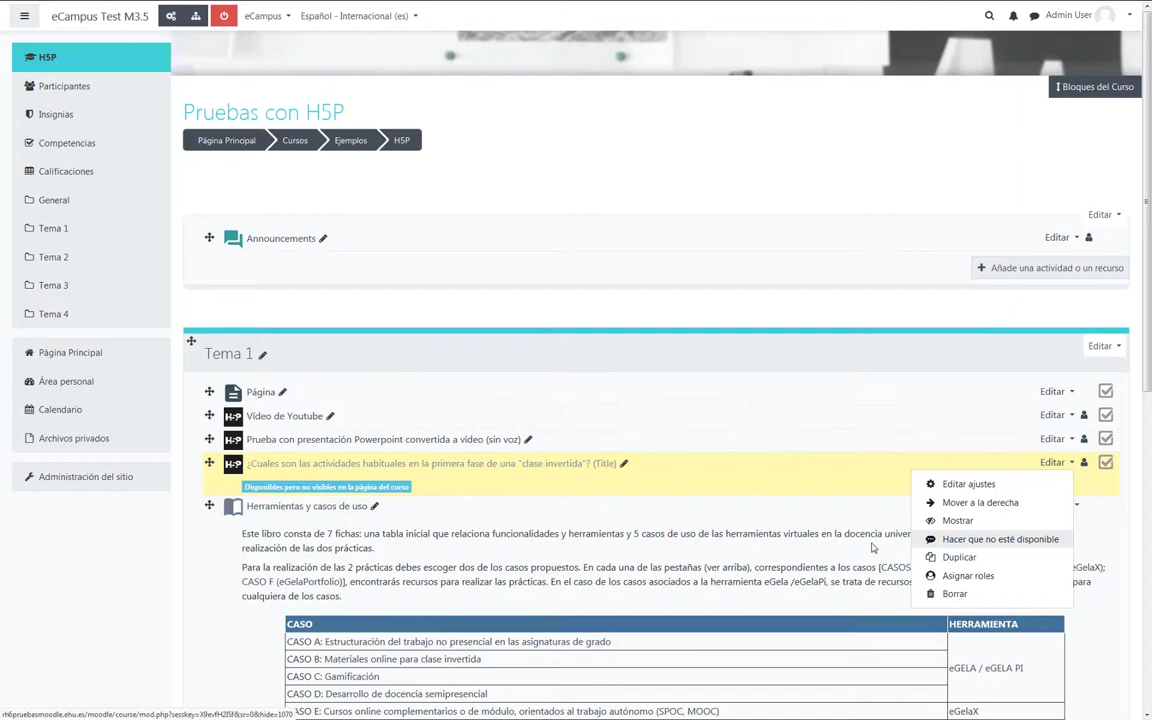 eCampus Test M3.5
eCampus
Español - Internacional (es)
Admin User
H5P
Participantes
Insignias
Competencias
Calificaciones
General
Tema 1
Tema 2
Tema 3
Tema 4
Página Principal
Área personal
Calendario
Archivos privados
Administración del sitio
Bloques del Curso
Pruebas con H5P
Página Principal
Cursos
Ejemplos
H5P
Editar
Announcements
Editar
+ Añade una actividad o un recurso
Tema 1
Editar
Página
Editar
H5P
Vídeo de Youtube
Editar
H5P
Prueba con presentación Powerpoint convertida a vídeo (sin voz)
Editar
H5P
¿Cuales son las actividades habituales en la primera fase de una "clase invertida"? (Title)
Editar
Disponibles pero no visibles en la página del curso
Editar ajustes
Mover a la derecha
Mostrar
Hacer que no esté disponible
Duplicar
Asignar roles
Borrar
Herramientas y casos de uso
Este libro consta de 7 fichas: una tabla inicial que relaciona funcionalidades y herramientas y 5 casos de uso de las herramientas virtuales en la docencia univer
realización de las dos prácticas.
Para la realización de las 2 prácticas debes escoger dos de los casos propuestos. En cada una de las pestañas (ver arriba), correspondientes a los casos [CASOS
eGelaX);
CASO F (eGelaPortfolio)], encontrarás recursos para realizar las prácticas. En el caso de los casos asociados a la herramienta eGela /eGelaPi, se trata de recursos
para
cualquiera de los casos.
CASO
HERRAMIENTA
CASO A: Estructuración del trabajo no presencial en las asignaturas de grado
CASO B: Materiales online para clase invertida
eGELA / eGELA PI
CASO C: Gamificación
CASO D: Desarrollo de docencia semipresencial
CASO E: Cursos online complementarios o de módulo, orientados al trabajo autónomo (SPOC, MOOC)
eGelaX